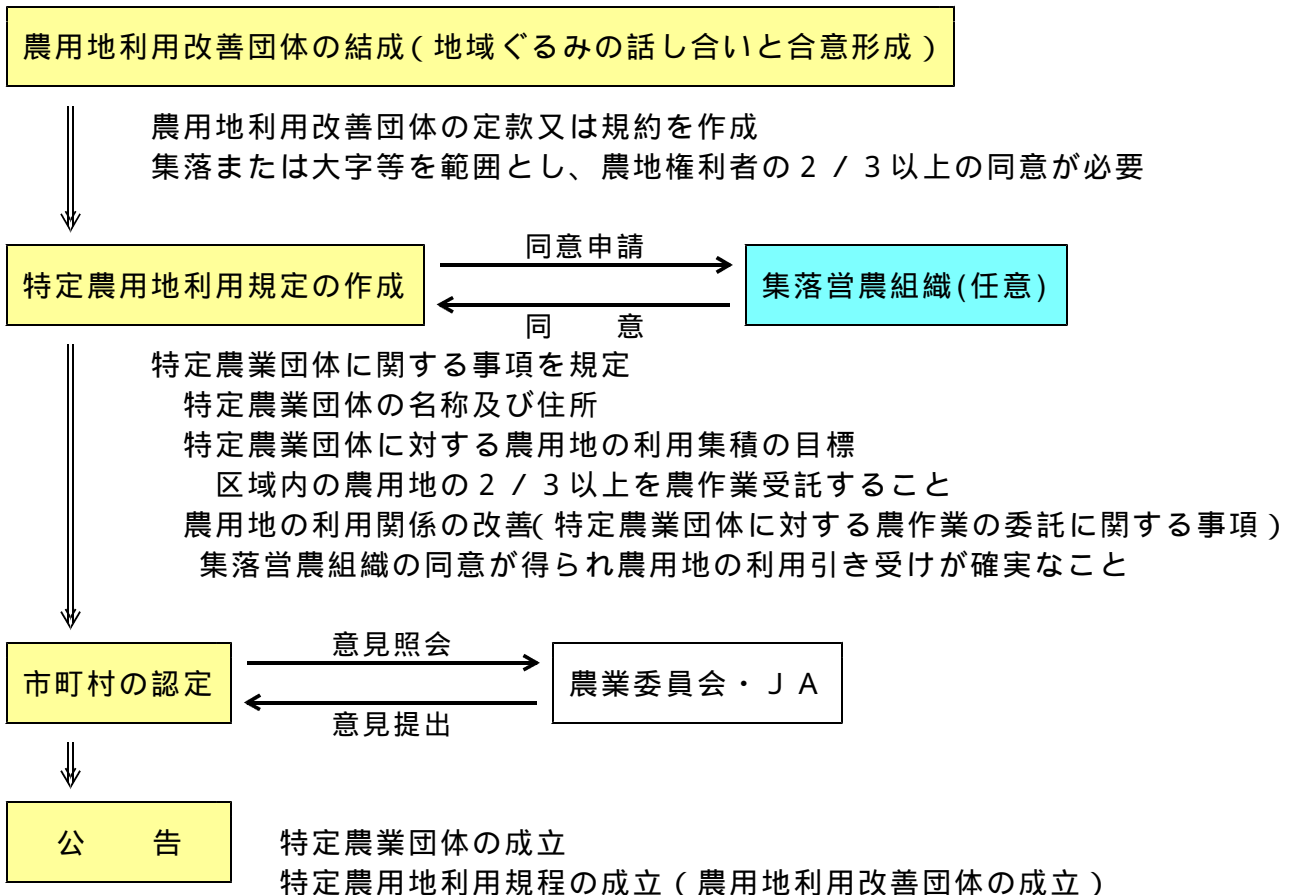 農用地利用改善団体の結成(地域ぐるみの話し合いと合意形成)
農用地利用改善団体の定款又は規約を作成
集落または大字等を範囲とし、農地権利者の2/3以上の同意が必要
特定農用地利用規定の作成
同意申請
集落営農組織(任意)
同　意
特定農業団体に関する事項を規定
特定農業団体の名称及び住所
特定農業団体に対する農用地の利用集積の目標
区域内の農用地の2/3以上を農作業受託すること
農用地の利用関係の改善(特定農業団体に対する農作業の委託に関する事項)
集落営農組織の同意が得られ農用地の利用引き受けが確実なこと
市町村の認定
意見照会
農業委員会・JA
意見提出
公　告
特定農業団体の成立
特定農用地利用規程の成立(農用地利用改善団体の成立)